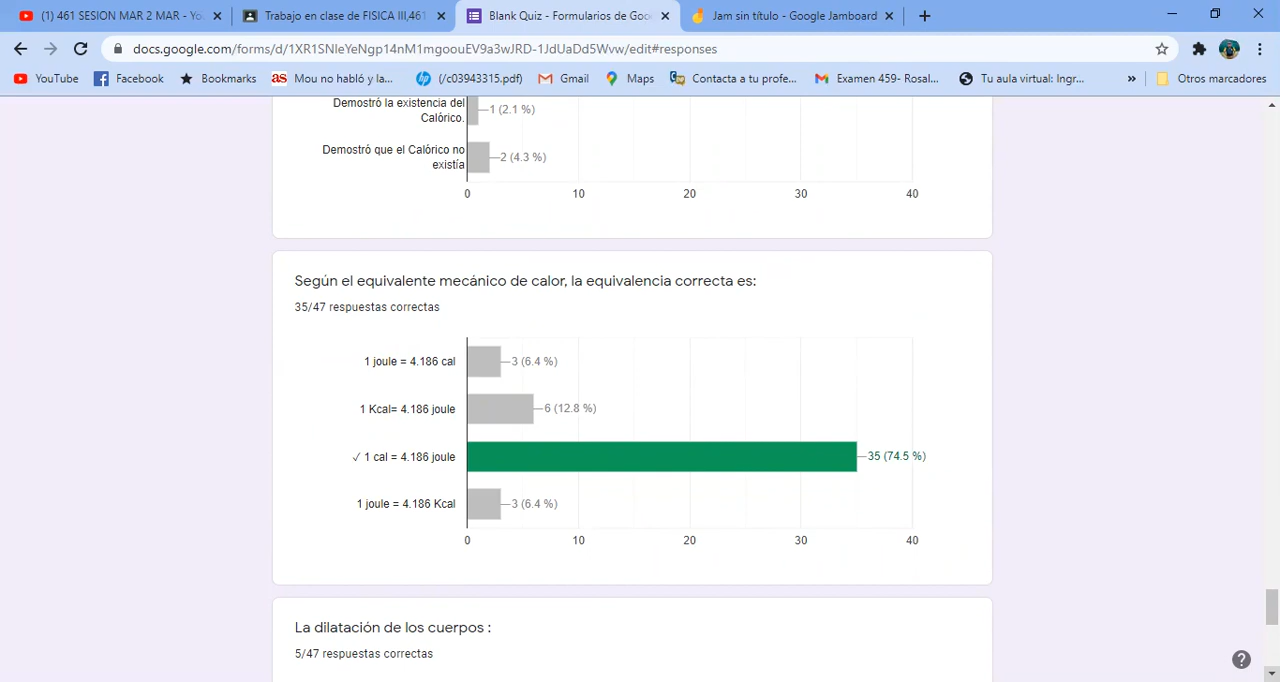 (1) 461 SESION MAR 2 MAR - Yo
Trabajo en clase de FISICA III,461
Blank Quiz - Formularios de Goo
Jam sin título - Google Jamboard
docs.google.com/forms/d/1XR1SNIeYeNgp14nM1mgoouEV9a3wJRD-1JdUaDd5Wvw/edit#responses
YouTube
Facebook
Bookmarks
Mou no habló y la...
(/c03943315.pdf)
Gmail
Maps
Contacta a tu profe...
Examen 459- Rosal...
Tu aula virtual: Ingr...
»
Otros marcadores
Demostró la existencia del
Calórico.
1 (2.1 %)
Demostró que el Calórico no
existía
2 (4.3 %)
0 10 20 30 40
Según el equivalente mecánico de calor, la equivalencia correcta es:
35/47 respuestas correctas
1 joule = 4.186 cal 3 (6.4 %)
1 Kcal= 4.186 joule 6 (12.8 %)
✓ 1 cal = 4.186 joule 35 (74.5 %)
1 joule = 4.186 Kcal 3 (6.4 %)
0 10 20 30 40
La dilatación de los cuerpos :
5/47 respuestas correctas